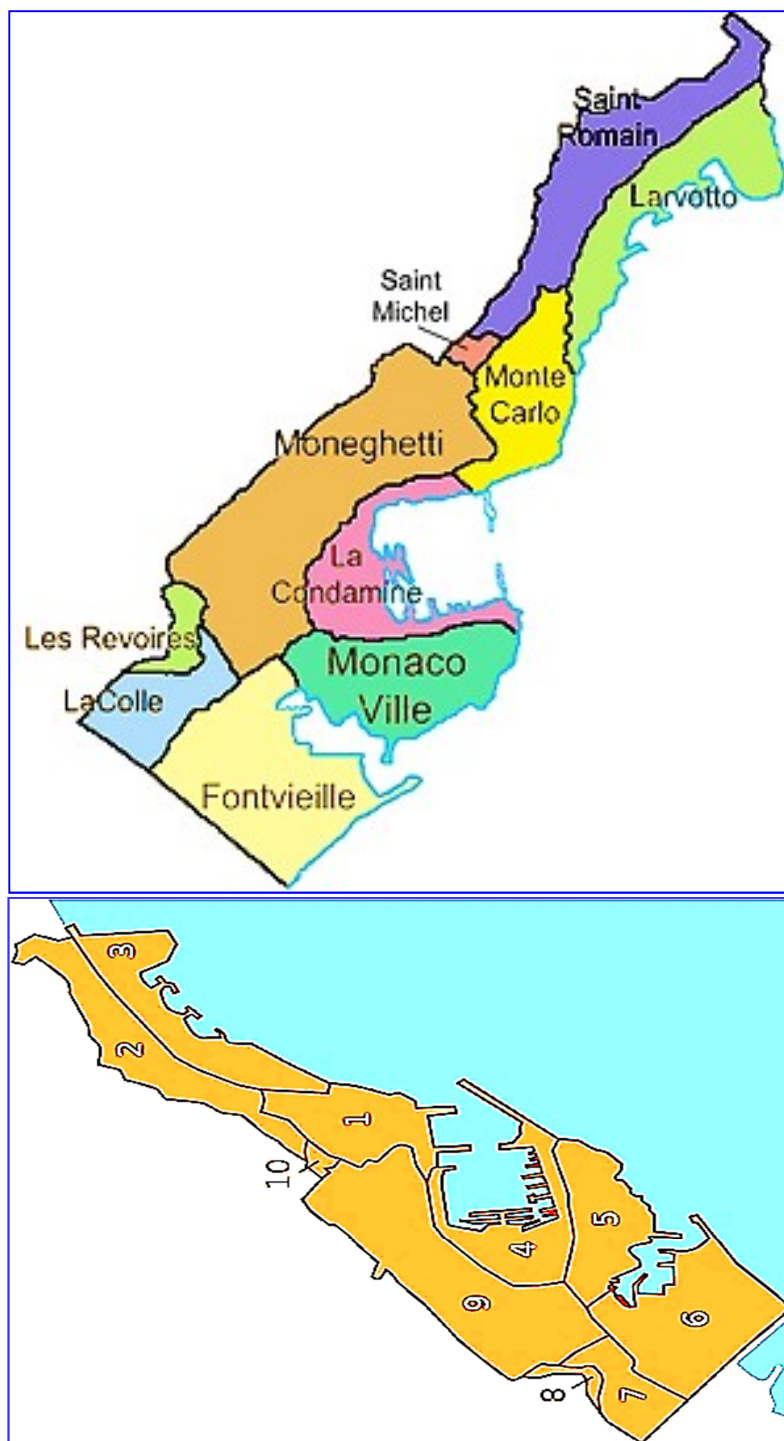 Saint
Romain
Larvotto
Saint
Michel
Monte
Carlo
Moneghetti
La
Condamine
Les Revoires
Monaco
Ville
LaColle
Fontvieille
3
2
1
10
5
4
9
6
8
7